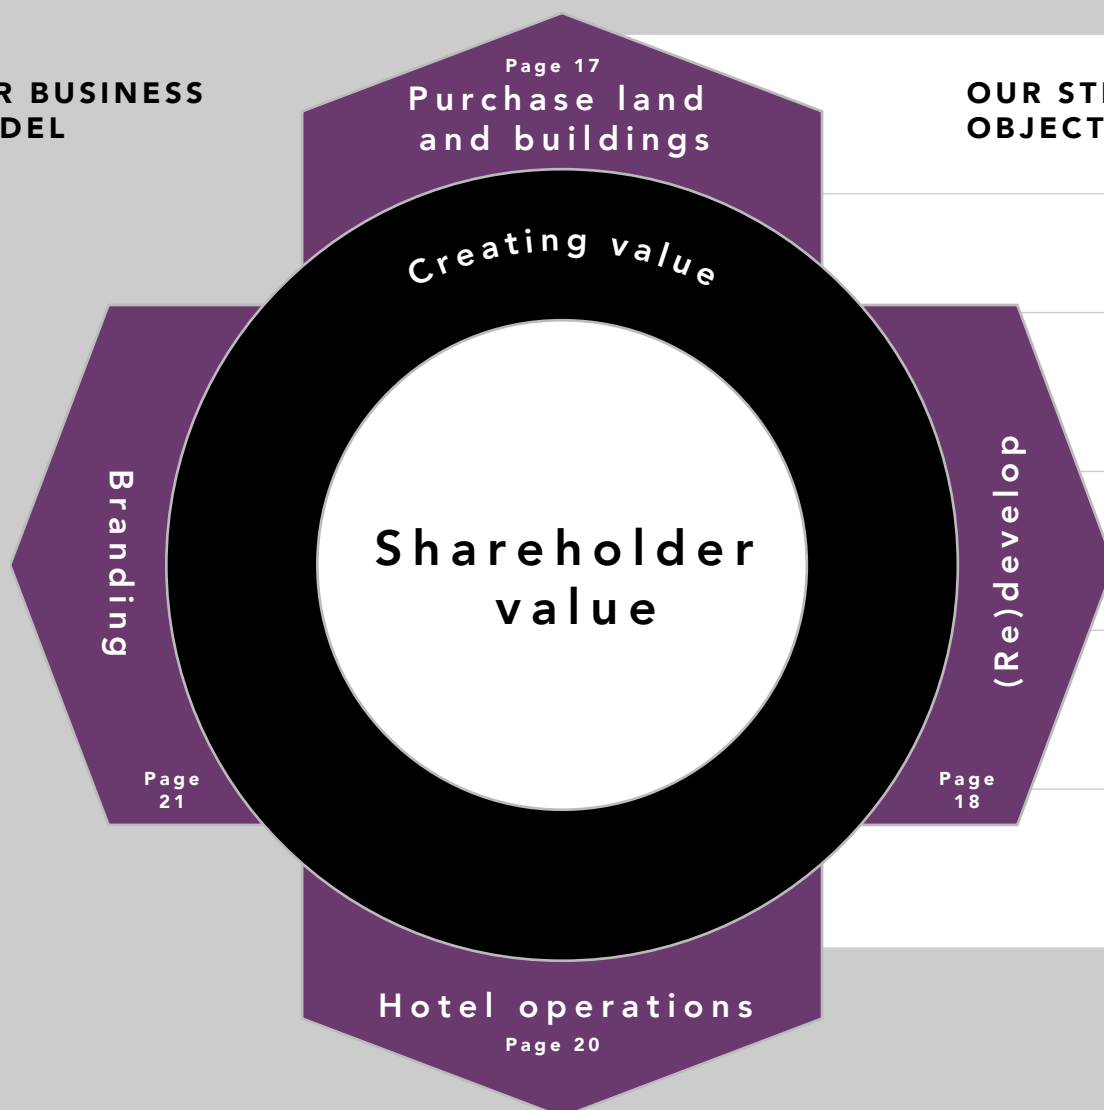 R BUSINESS
DEL
Page 17
Purchase land
and buildings
OUR ST
OBJECT
Creating value
Branding
Shareholder
value
(Re)develop
Page
21
Page
18
Hotel operations
Page 20